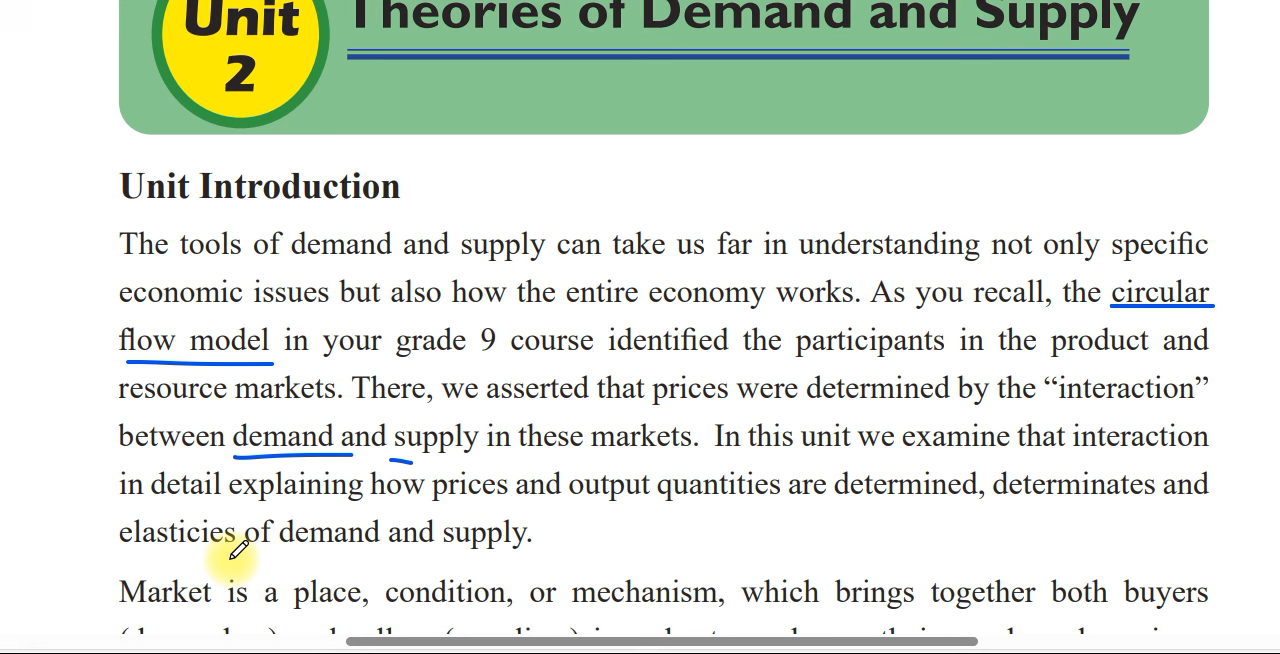 Unit
2
Theories of Demand and Supply
Unit Introduction
The tools of demand and supply can take us far in understanding not only specific
economic issues but also how the entire economy works. As you recall, the circular
flow model in your grade 9 course identified the participants in the product and
resource markets. There, we asserted that prices were determined by the “interaction”
between demand and supply in these markets. In this unit we examine that interaction
in detail explaining how prices and output quantities are determined, determinates and
elasticies of demand and supply.
Market is a place, condition, or mechanism, which brings together both buyers